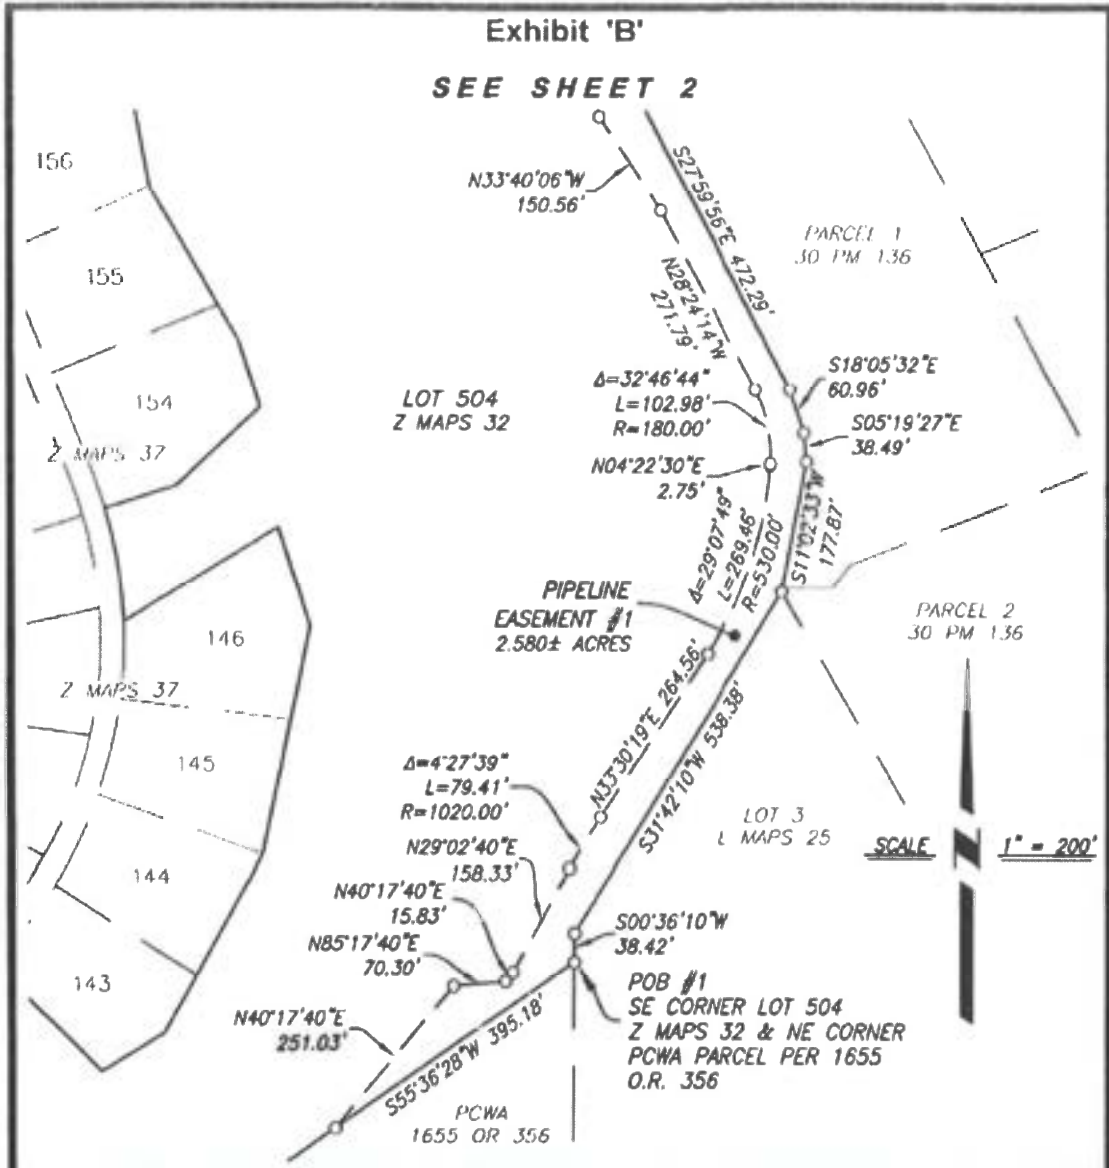 Exhibit 'B'
SEE SHEET 2
156
N33°40'06"W
150.56'
S27°59'56"E 472.29'
PARCEL 1
30 PM 136
155
N28°24'14"W
271.79'
154
Z MAPS 37
LOT 504
Z MAPS 32
Δ=32°46'44"
L=102.98'
R=180.00'
S18°05'32"E
60.96'
S05°19'27"E
38.49'
N04°22'30"E
2.75'
S11°02'33"W
177.87'
Δ=29°07'49"
L=269.46'
R=530.00'
PIPELINE
EASEMENT #1
2.580± ACRES
PARCEL 2
30 PM 136
146
Z MAPS 37
145
N33°30'19"E 264.56'
S31°42'10"W 538.38'
Δ=4°27'39"
L=79.41'
R=1020.00'
LOT 3
L MAPS 25
SCALE
1" = 200'
N29°02'40"E
158.33'
144
N40°17'40"E
15.83'
N85°17'40"E
70.30'
S00°36'10"W
38.42'
143
POB #1
SE CORNER LOT 504
Z MAPS 32 & NE CORNER
PCWA PARCEL PER 1655
O.R. 356
N40°17'40"E
251.03'
S55°36'28"W 395.18'
PCWA
1655 OR 356